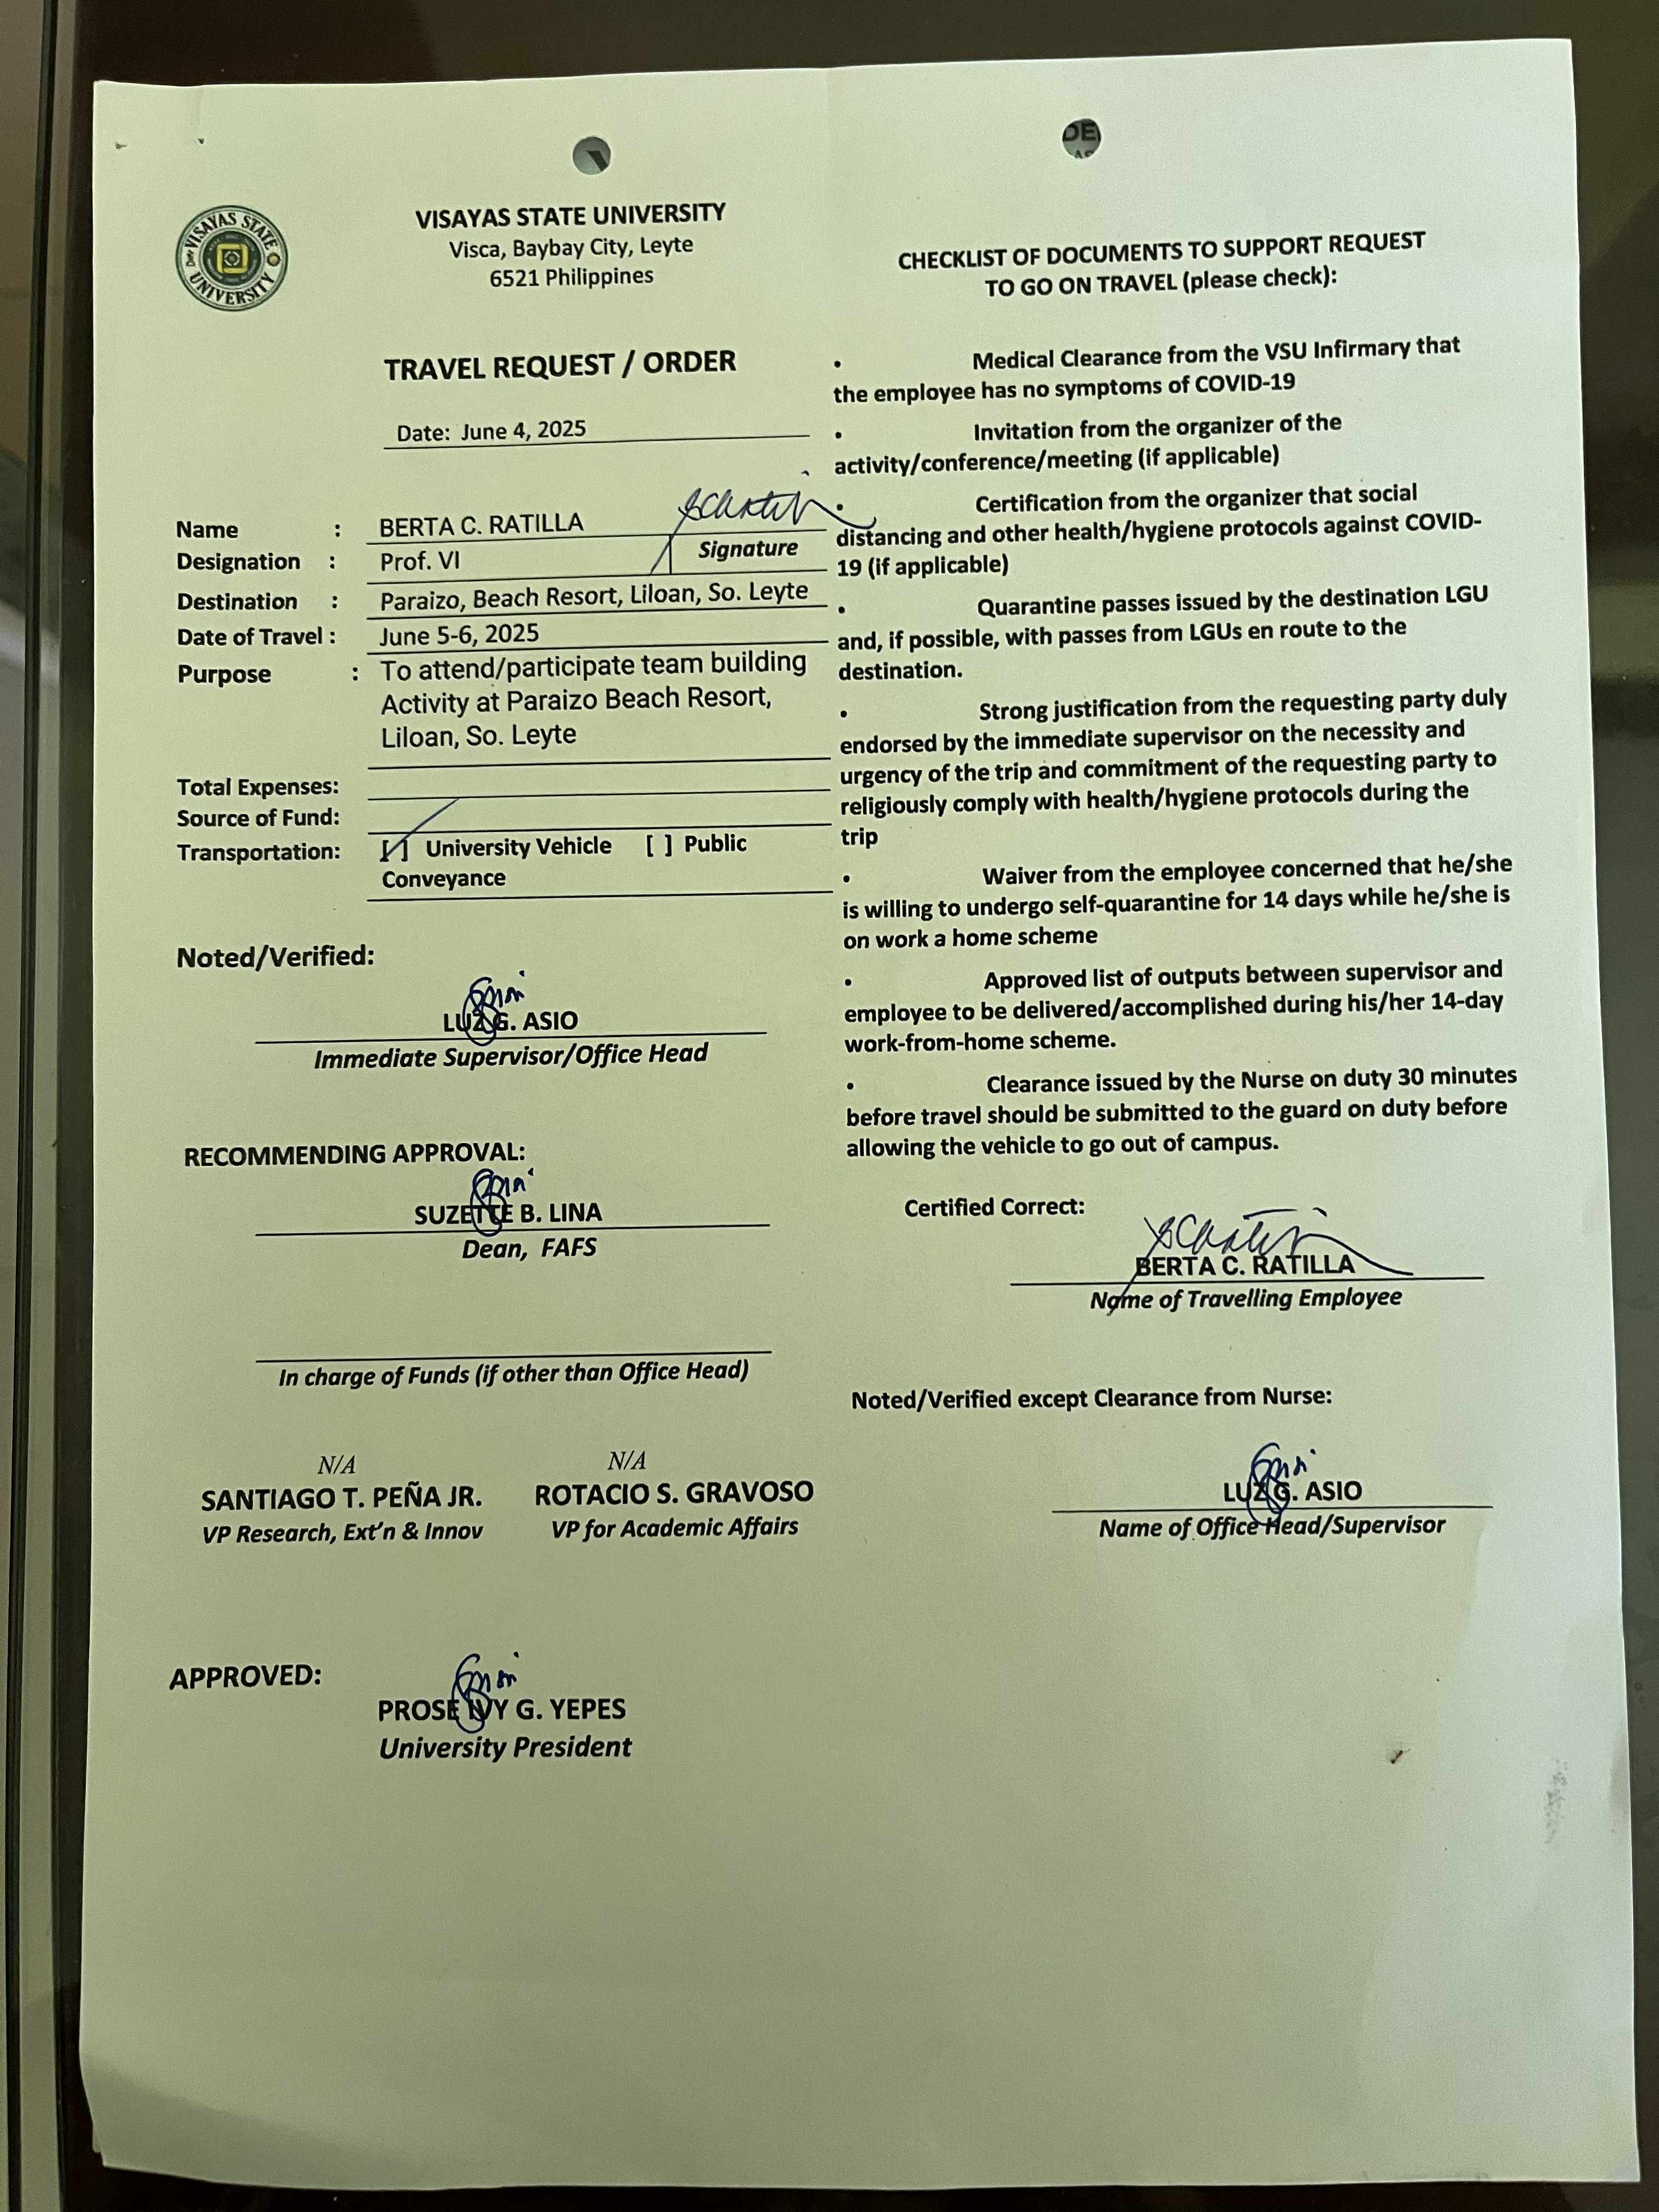 VISAYAS STATE UNIVERSITY
Visca, Baybay City, Leyte
6521 Philippines
VISAYAS STATE UNIVERSITY
TRAVEL REQUEST / ORDER
Date: June 4, 2025
Name : BERTA C. RATILLA
Signature
Designation : Prof. VI
Destination : Paraizo, Beach Resort, Liloan, So. Leyte
Date of Travel : June 5-6, 2025
Purpose : To attend/participate team building
Activity at Paraizo Beach Resort,
Liloan, So. Leyte
Total Expenses:
Source of Fund:
Transportation: [✓] University Vehicle [ ] Public
Conveyance
Noted/Verified:
LUZ G. ASIO
Immediate Supervisor/Office Head
RECOMMENDING APPROVAL:
SUZETTE B. LINA
Dean, FAFS
In charge of Funds (if other than Office Head)
N/A
SANTIAGO T. PEÑA JR.
VP Research, Ext'n & Innov
N/A
ROTACIO S. GRAVOSO
VP for Academic Affairs
APPROVED:
PROSE IVY G. YEPES
University President
DE
CHECKLIST OF DOCUMENTS TO SUPPORT REQUEST
TO GO ON TRAVEL (please check):
• Medical Clearance from the VSU Infirmary that
the employee has no symptoms of COVID-19
• Invitation from the organizer of the
activity/conference/meeting (if applicable)
• Certification from the organizer that social
distancing and other health/hygiene protocols against COVID-
19 (if applicable)
• Quarantine passes issued by the destination LGU
and, if possible, with passes from LGUs en route to the
destination.
• Strong justification from the requesting party duly
endorsed by the immediate supervisor on the necessity and
urgency of the trip and commitment of the requesting party to
religiously comply with health/hygiene protocols during the
trip
• Waiver from the employee concerned that he/she
is willing to undergo self-quarantine for 14 days while he/she is
on work a home scheme
• Approved list of outputs between supervisor and
employee to be delivered/accomplished during his/her 14-day
work-from-home scheme.
• Clearance issued by the Nurse on duty 30 minutes
before travel should be submitted to the guard on duty before
allowing the vehicle to go out of campus.
Certified Correct:
BERTA C. RATILLA
Name of Travelling Employee
Noted/Verified except Clearance from Nurse:
LUZ G. ASIO
Name of Office Head/Supervisor